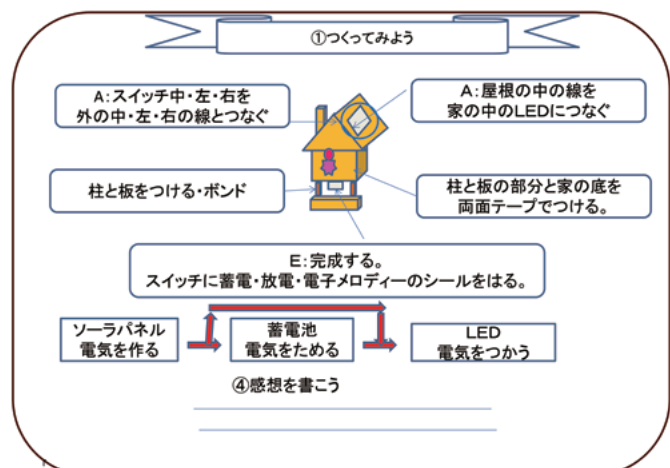 ①つくってみよう
A:スイッチ中・左・右を
外の中・左・右の線とつなぐ
A:屋根の中の線を
家の中のLEDにつなぐ
柱と板をつける・ボンド
柱と板の部分と家の底を
両面テープでつける。
E:完成する。
スイッチに蓄電・放電・電子メロディーのシールをはる。
ソーラパネル
電気を作る
蓄電池
電気をためる
LED
電気をつかう
④感想を書こう